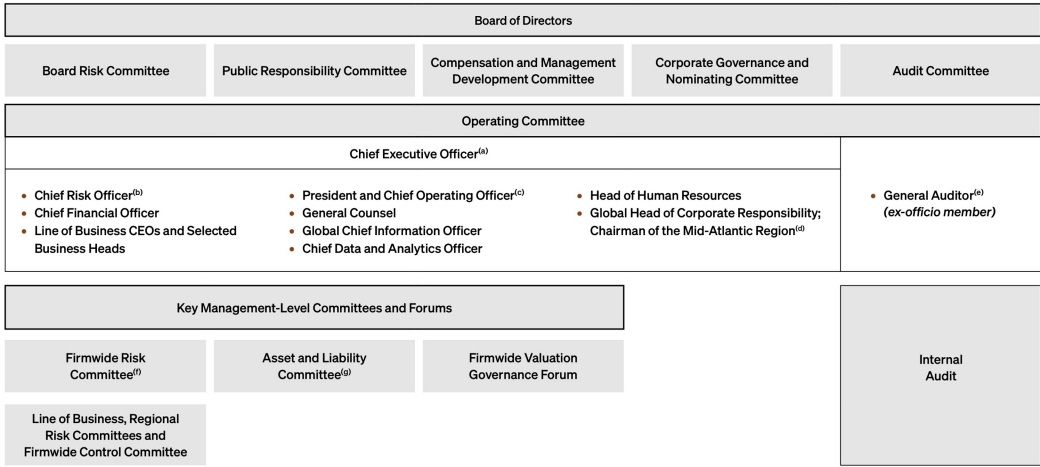 Board of Directors
Board Risk Committee
Public Responsibility Committee
Compensation and Management
Development Committee
Corporate Governance and
Nominating Committee
Audit Committee
Operating Committee
Chief Executive Officer(a)
• Chief Risk Officer(b)
• Chief Financial Officer
• Line of Business CEOs and Selected
Business Heads
• President and Chief Operating Officer(c)
• General Counsel
• Global Chief Information Officer
• Chief Data and Analytics Officer
• Head of Human Resources
• Global Head of Corporate Responsibility;
Chairman of the Mid-Atlantic Region(d)
• General Auditor(e)
(ex-officio member)
Key Management-Level Committees and Forums
Firmwide Risk
Committee(f)
Asset and Liability
Committee(g)
Firmwide Valuation
Governance Forum
Line of Business, Regional
Risk Committees and
Firmwide Control Committee
Internal
Audit